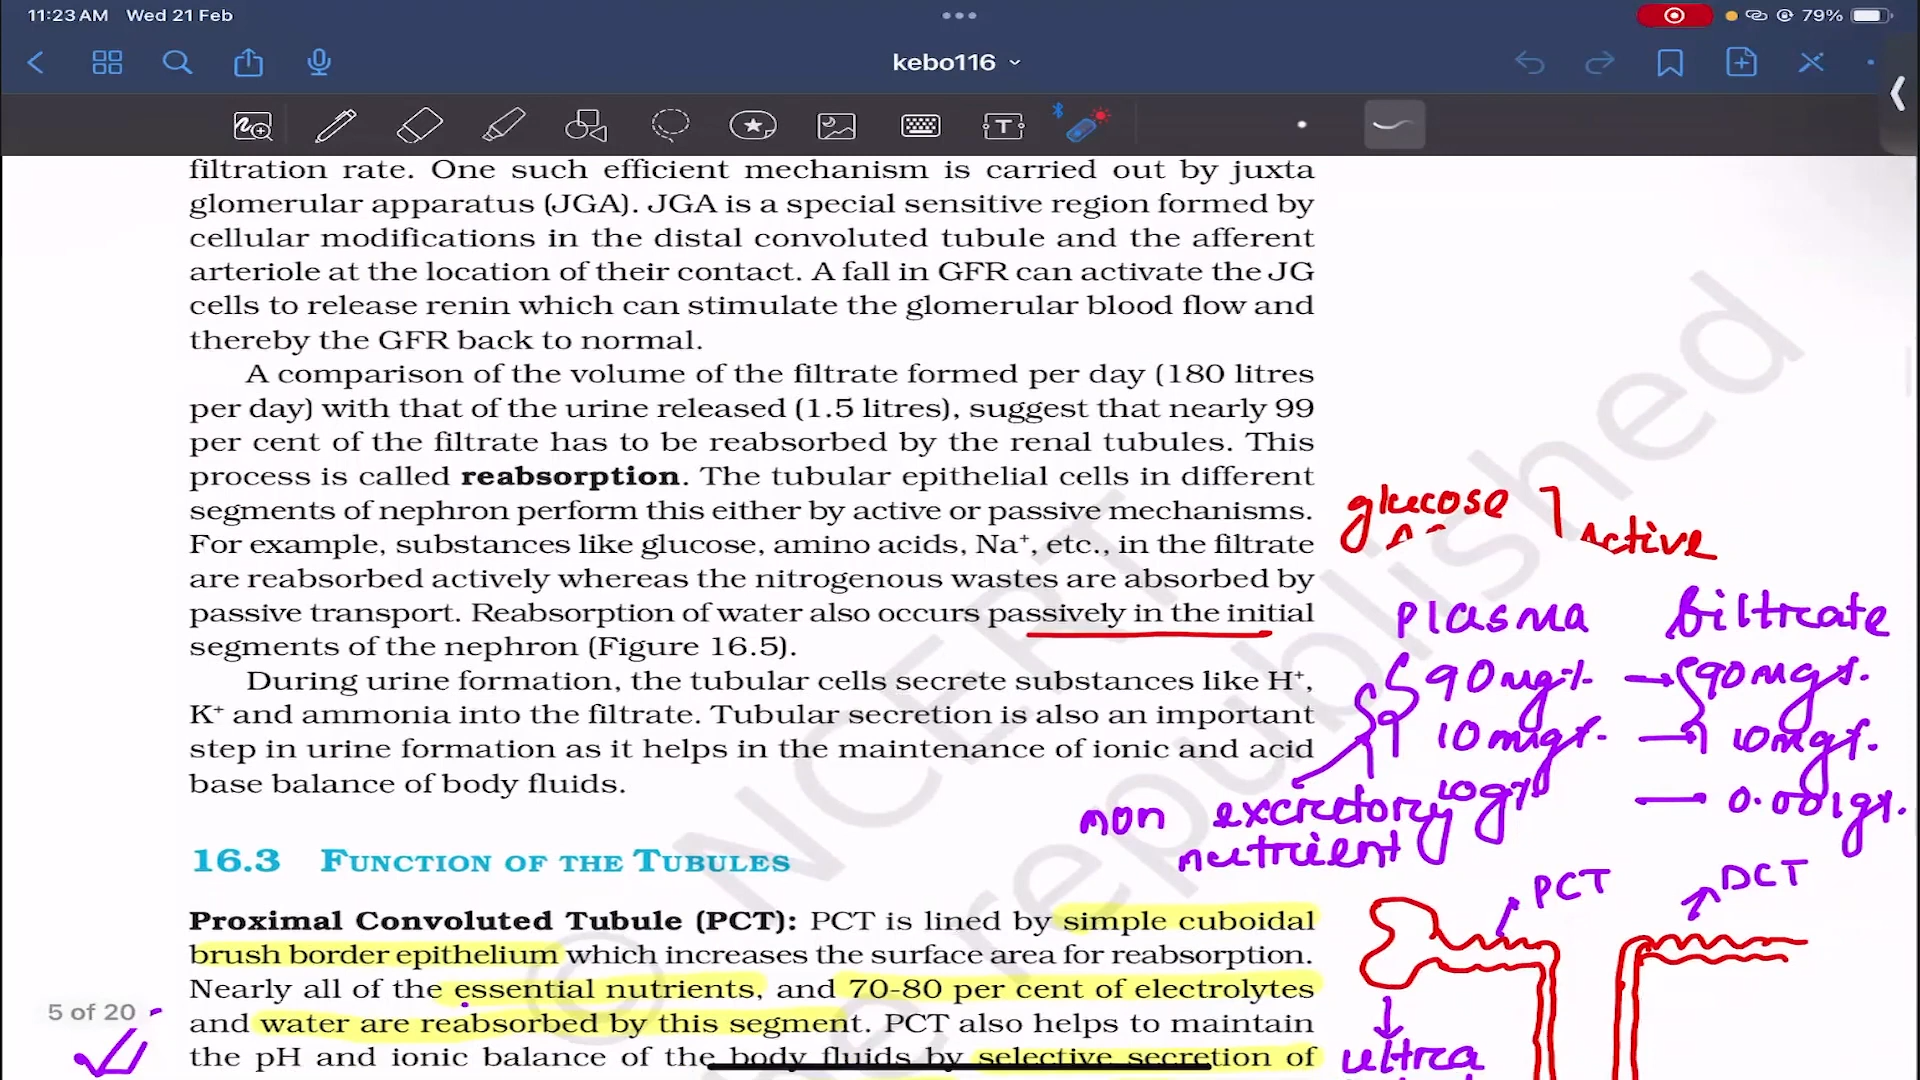 11:23 AM Wed 21 Feb
79%
kebo116
filtration rate. One such efficient mechanism is carried out by juxta
glomerular apparatus (JGA). JGA is a special sensitive region formed by
cellular modifications in the distal convoluted tubule and the afferent
arteriole at the location of their contact. A fall in GFR can activate the JG
cells to release renin which can stimulate the glomerular blood flow and
thereby the GFR back to normal.
A comparison of the volume of the filtrate formed per day (180 litres
per day) with that of the urine released (1.5 litres), suggest that nearly 99
per cent of the filtrate has to be reabsorbed by the renal tubules. This
process is called reabsorption. The tubular epithelial cells in different
segments of nephron perform this either by active or passive mechanisms.
For example, substances like glucose, amino acids, Na⁺, etc., in the filtrate
are reabsorbed actively whereas the nitrogenous wastes are absorbed by
passive transport. Reabsorption of water also occurs passively in the initial
segments of the nephron (Figure 16.5).
During urine formation, the tubular cells secrete substances like H⁺,
K⁺ and ammonia into the filtrate. Tubular secretion is also an important
step in urine formation as it helps in the maintenance of ionic and acid
base balance of body fluids.
16.3 FUNCTION OF THE TUBULES
Proximal Convoluted Tubule (PCT): PCT is lined by simple cuboidal
brush border epithelium which increases the surface area for reabsorption.
Nearly all of the essential nutrients, and 70-80 per cent of electrolytes
and water are reabsorbed by this segment. PCT also helps to maintain
the pH and ionic balance of the body fluids by selective secretion of
5 of 20
glucose
Active
Plasma filtrate
90mg% 90mg%.
10mg%. 10mg%.
10g% 0.001g%.
non excretory
nutrient
PCT DCT
ultra
© NCERT
be republished